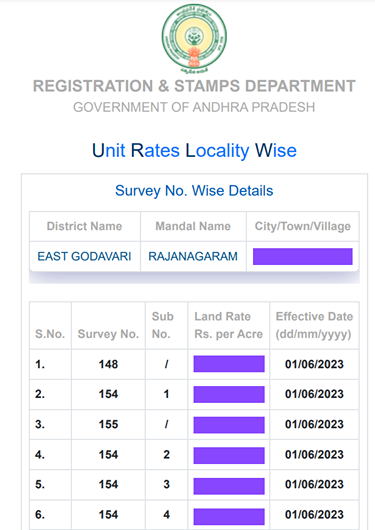 REGISTRATION & STAMPS DEPARTMENT
GOVERNMENT OF ANDHRA PRADESH
Unit Rates Locality Wise
Survey No. Wise Details
District Name Mandal Name City/Town/Village
EAST GODAVARI RAJANAGARAM
S.No. Survey No. Sub No. Land Rate Rs. per Acre Effective Date (dd/mm/yyyy)
1. 148 / 01/06/2023
2. 154 1 01/06/2023
3. 155 / 01/06/2023
4. 154 2 01/06/2023
5. 154 3 01/06/2023
6. 154 4 01/06/2023